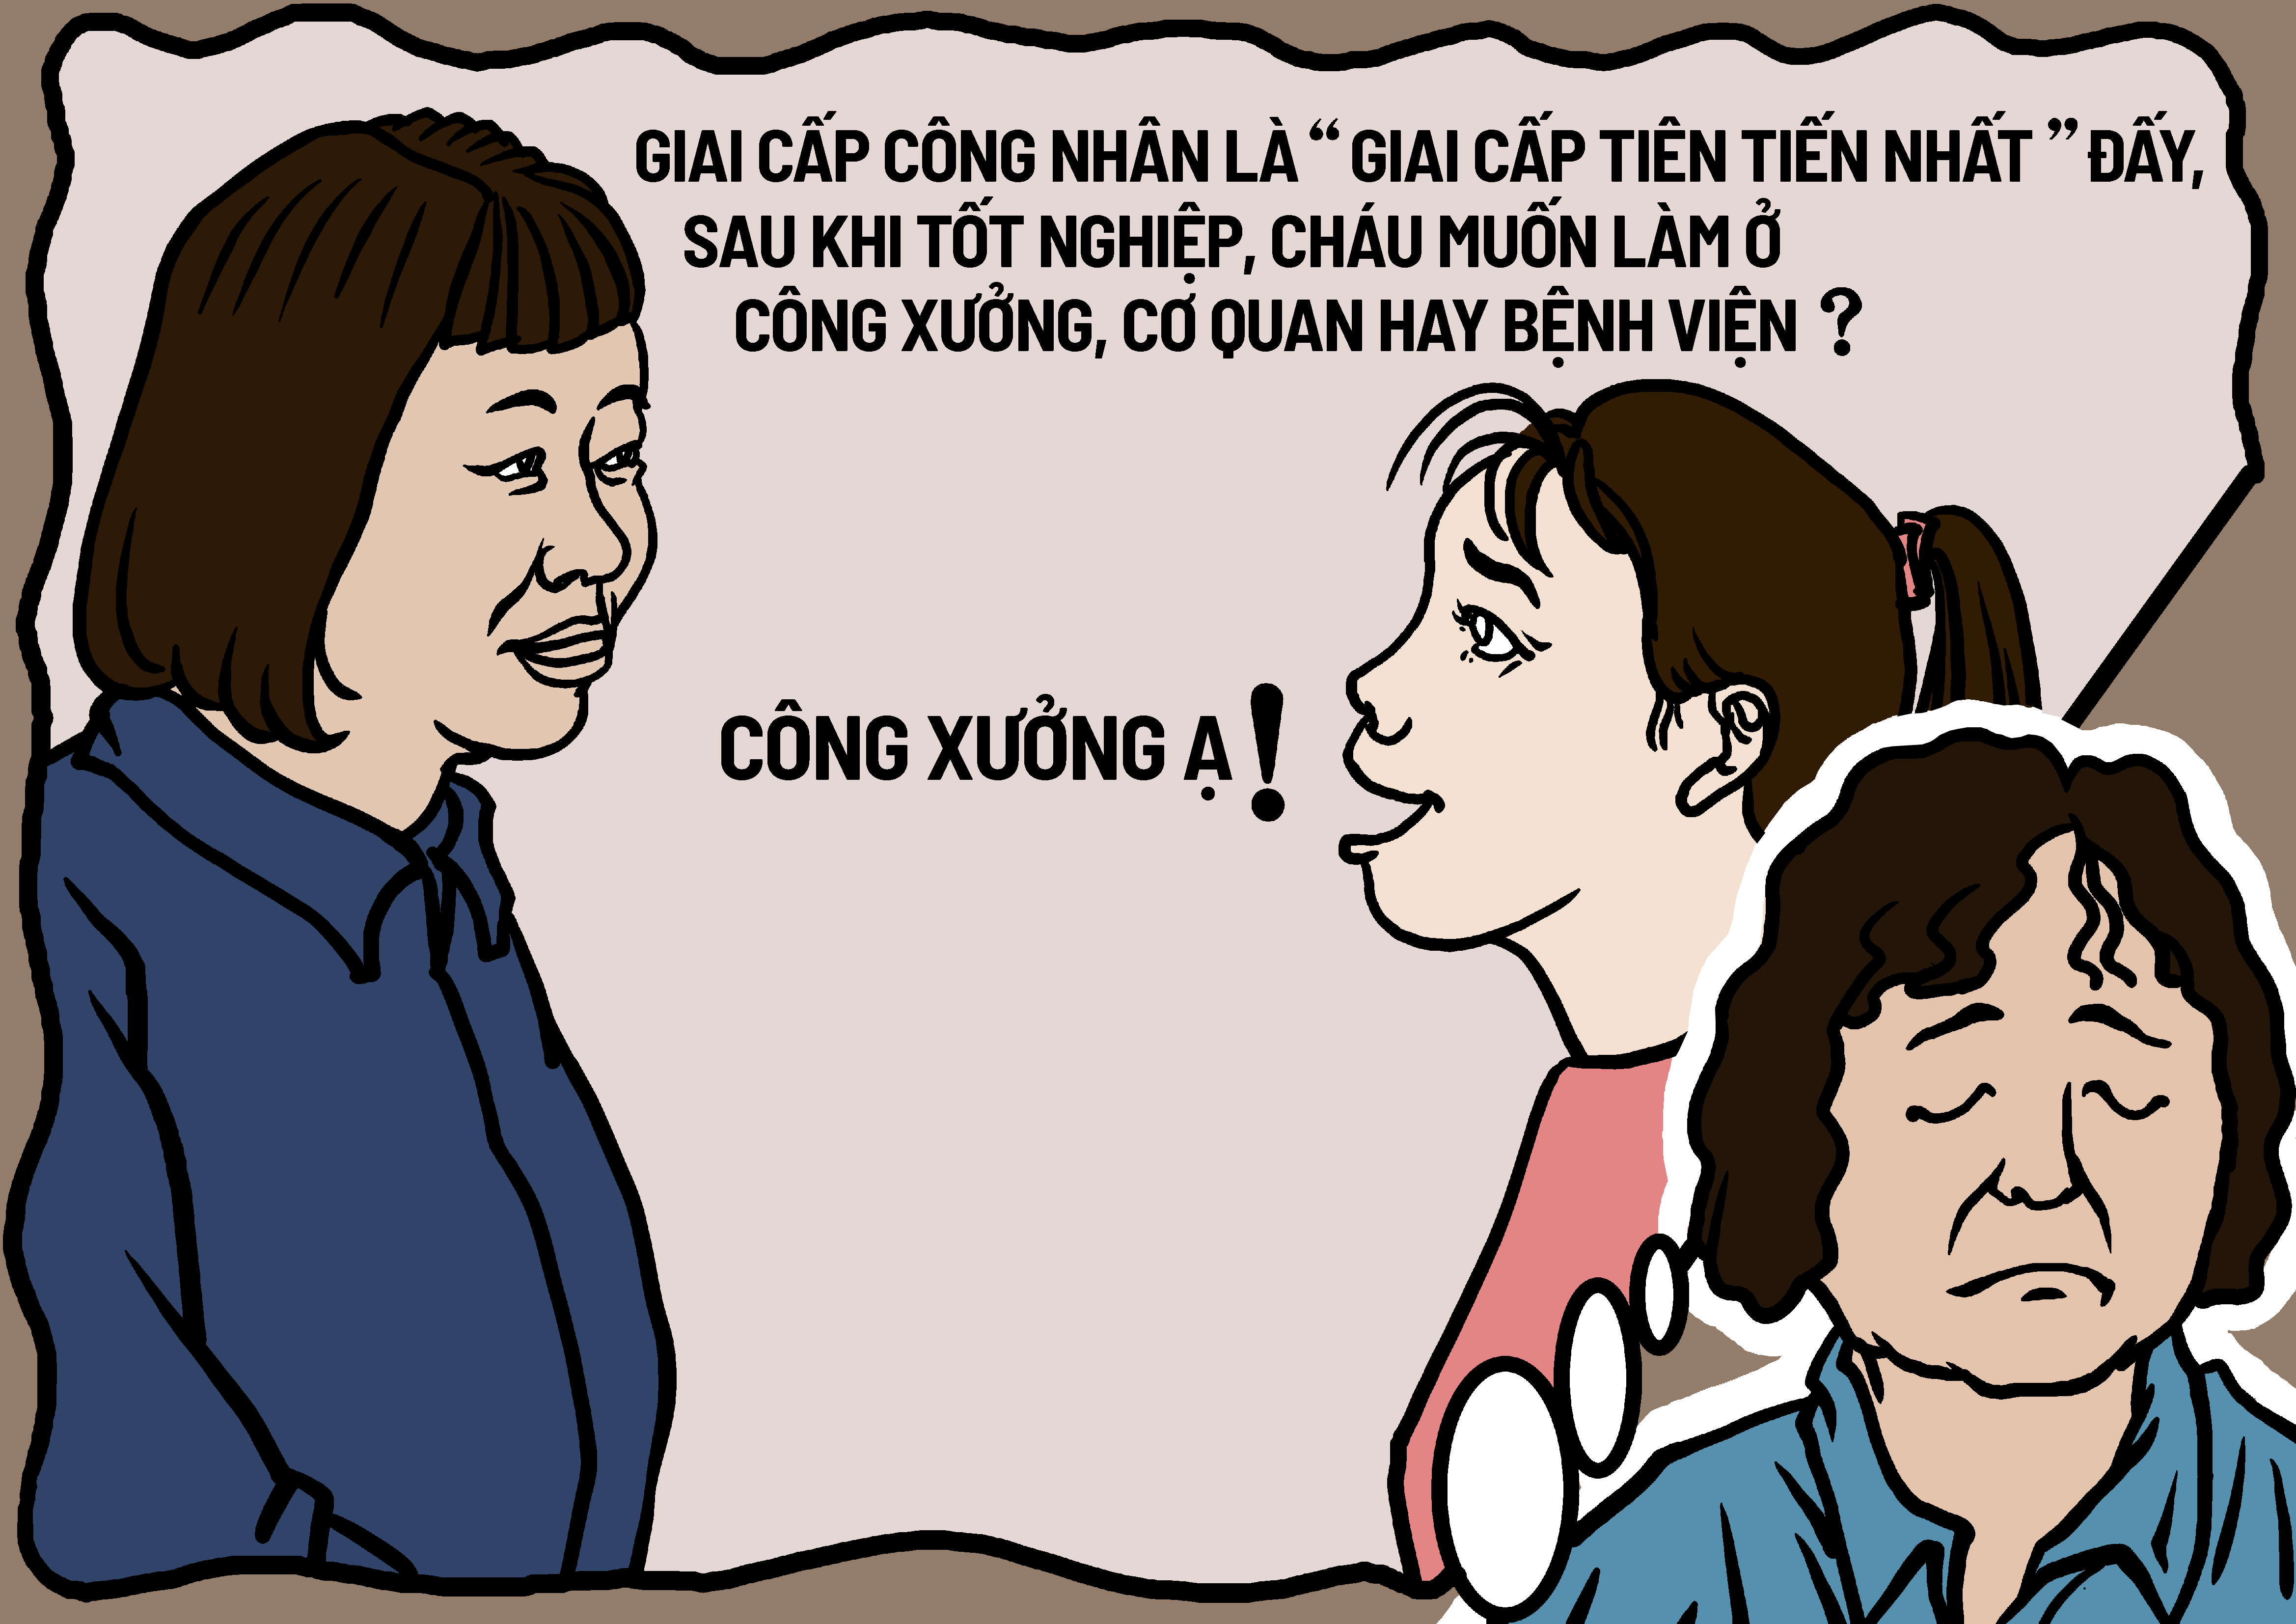 GIAI CẤP CÔNG NHÂN LÀ “ GIAI CẤP TIÊN TIẾN NHẤT ” ĐẤY,
SAU KHI TỐT NGHIỆP, CHÁU MUỐN LÀM Ở
CÔNG XƯỞNG, CƠ QUAN HAY BỆNH VIỆN ?
CÔNG XƯỞNG Ạ!